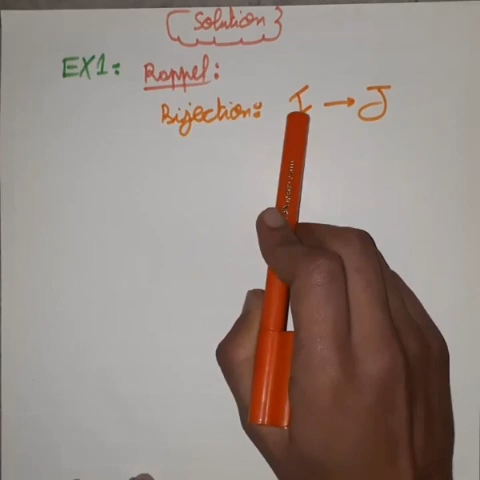 Solution
EX1: Rappel:
Bijection: I → J